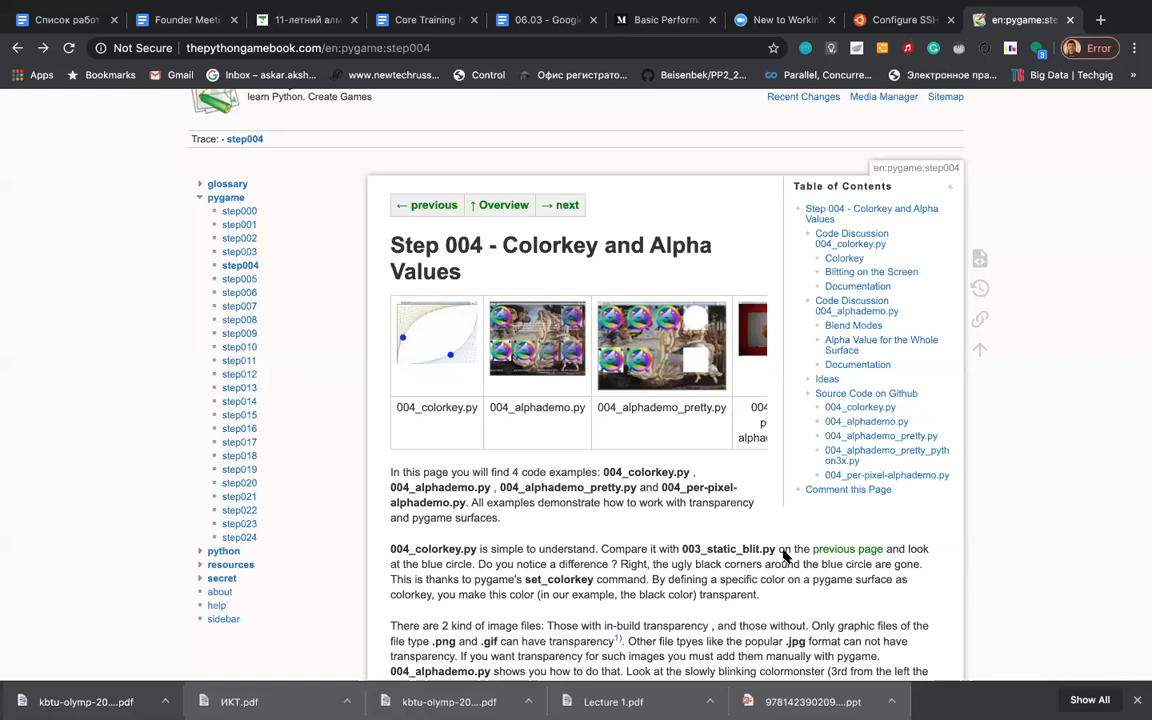 Список работ
Founder Meeti
11-летний алм
Core Training M
06.03 - Google
Basic Performa
New to Workin
Configure SSH
en:pygame:step
Not Secure | thepythongamebook.com/en:pygame:step004
Error
Apps
Bookmarks
Gmail
Inbox – askar.aksh...
www.newtechruss...
Control
Офис регистрато...
Beisenbek/PP2_2...
Parallel, Concurre...
Электронное пра...
Big Data | Techgig
learn Python. Create Games
Recent Changes Media Manager Sitemap
Trace: • step004
en:pygame:step004
glossary
pygame
step000
step001
step002
step003
step004
step005
step006
step007
step008
step009
step010
step011
step012
step013
step014
step015
step016
step017
step018
step019
step020
step021
step022
step023
step024
python
resources
secret
about
help
sidebar
← previous
↑ Overview
→ next
Step 004 - Colorkey and Alpha
Values
004_colorkey.py
004_alphademo.py
004_alphademo_pretty.py
004
p
alphad
In this page you will find 4 code examples: 004_colorkey.py ,
004_alphademo.py , 004_alphademo_pretty.py and 004_per-pixel-
alphademo.py. All examples demonstrate how to work with transparency
and pygame surfaces.
004_colorkey.py is simple to understand. Compare it with 003_static_blit.py on the previous page and look
at the blue circle. Do you notice a difference ? Right, the ugly black corners around the blue circle are gone.
This is thanks to pygame's set_colorkey command. By defining a specific color on a pygame surface as
colorkey, you make this color (in our example, the black color) transparent.
There are 2 kind of image files: Those with in-build transparency , and those without. Only graphic files of the
file type .png and .gif can have transparency1). Other file tpyes like the popular .jpg format can not have
transparency. If you want transparency for such images you must add them manually with pygame.
004_alphademo.py shows you how to do that. Look at the slowly blinking colormonster (3rd from the left the
Table of Contents
Step 004 - Colorkey and Alpha
Values
Code Discussion
004_colorkey.py
Colorkey
Blitting on the Screen
Documentation
Code Discussion
004_alphademo.py
Blend Modes
Alpha Value for the Whole
Surface
Documentation
Ideas
Source Code on Github
004_colorkey.py
004_alphademo.py
004_alphademo_pretty.py
004_alphademo_pretty_pyth
on3x.py
004_per-pixel-alphademo.py
Comment this Page
kbtu-olymp-20....pdf
ИКТ.pdf
kbtu-olymp-20....pdf
Lecture 1.pdf
978142390209....ppt
Show All